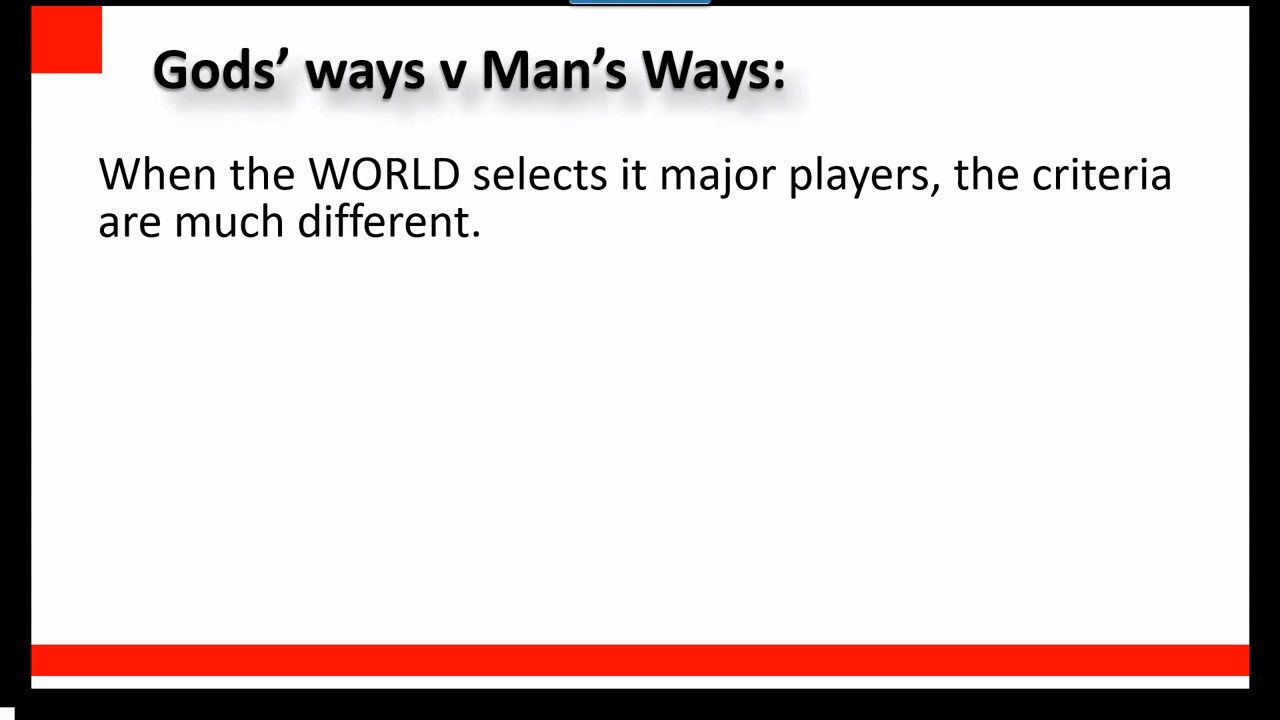 Gods’ ways v Man’s Ways:
When the WORLD selects it major players, the criteria
are much different.